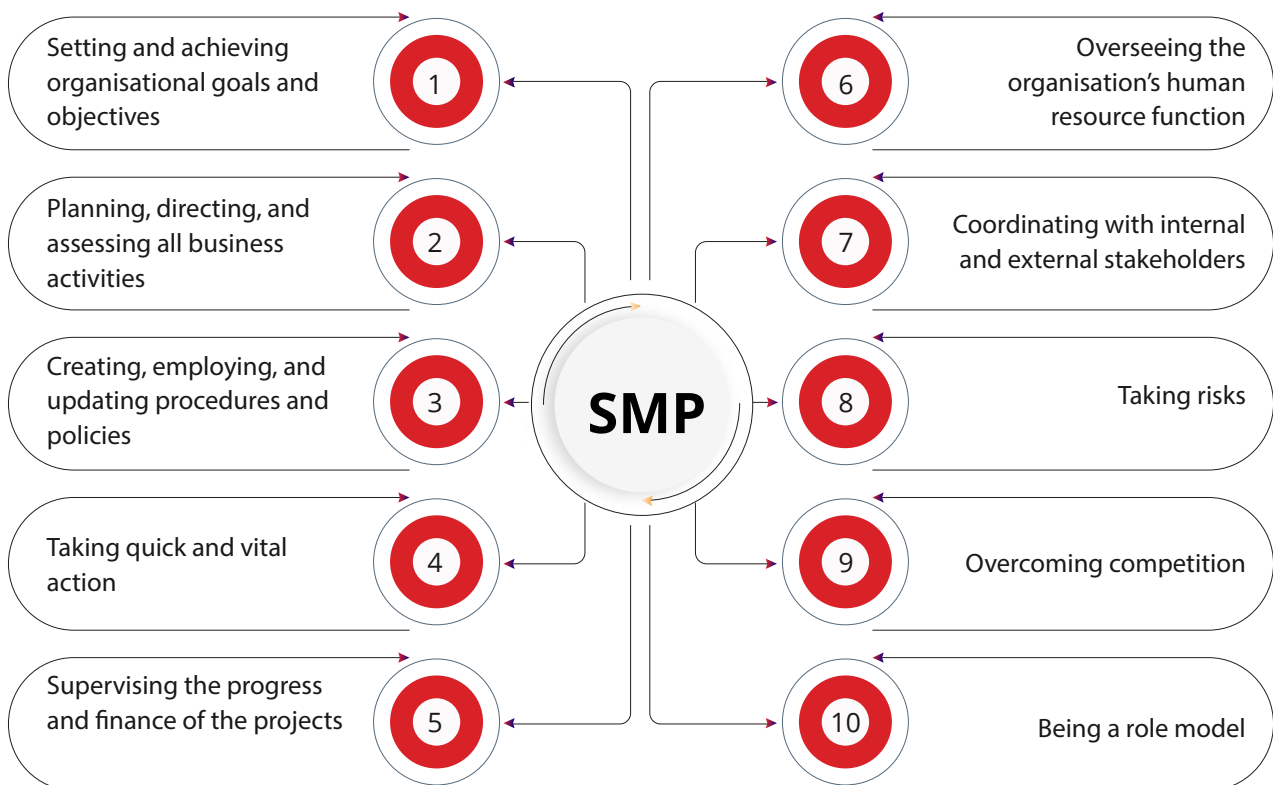 Setting and achieving
organisational goals and
objectives
1
Planning, directing, and
assessing all business
activities
2
Creating, employing, and
updating procedures and
policies
3
Taking quick and vital
action
4
Supervising the progress
and finance of the projects
5
SMP
6
Overseeing the
organisation's human
resource function
7
Coordinating with internal
and external stakeholders
8
Taking risks
9
Overcoming competition
10
Being a role model